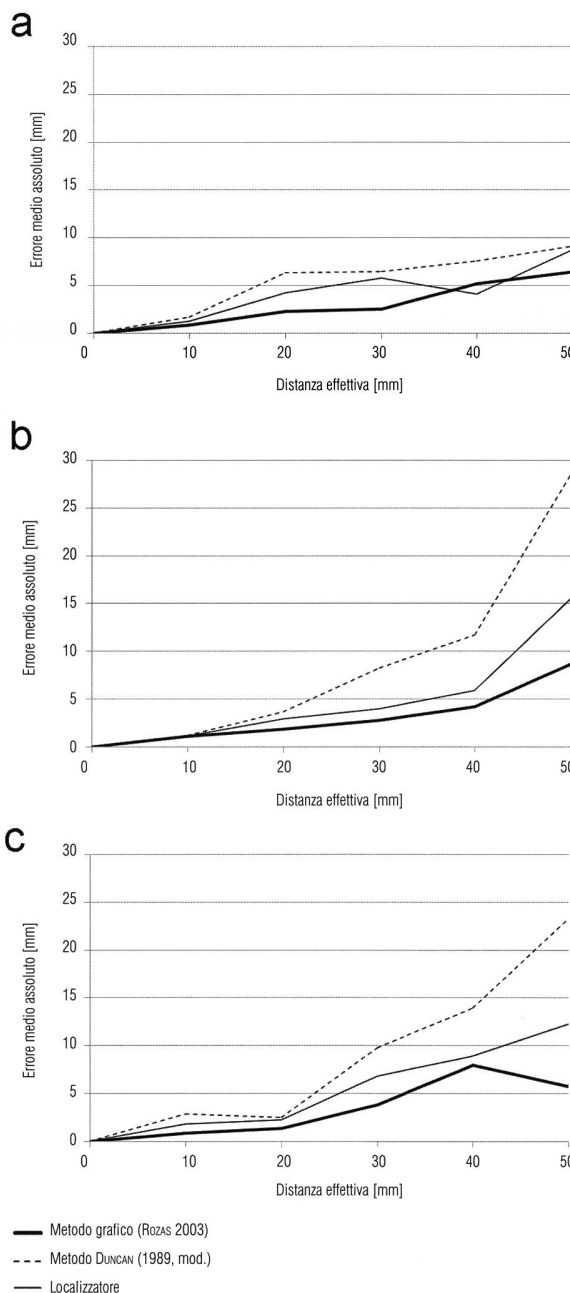 a
30
25
20
15
10
5
0
Errore medio assoluto [mm]
0 10 20 30 40 50
Distanza effettiva [mm]
b
30
25
20
15
10
5
0
Errore medio assoluto [mm]
0 10 20 30 40 50
Distanza effettiva [mm]
c
30
25
20
15
10
5
0
Errore medio assoluto [mm]
0 10 20 30 40 50
Distanza effettiva [mm]
Metodo grafico (ROZAS 2003)
Metodo DUNCAN (1989, mod.)
Localizzatore